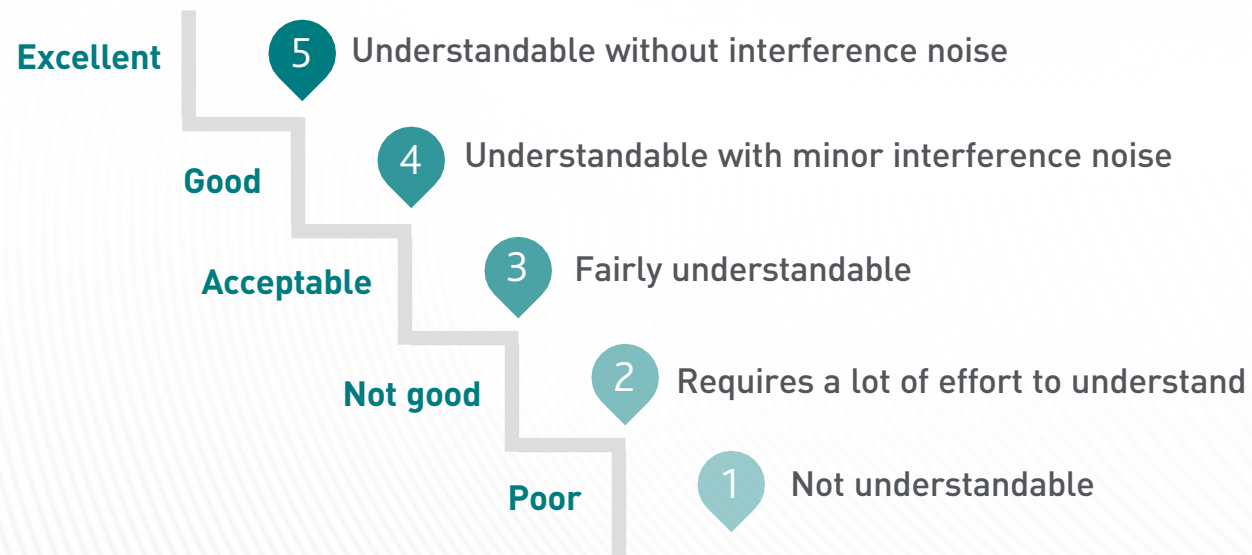 Excellent
5
Understandable without interference noise
Good
4
Understandable with minor interference noise
Acceptable
3
Fairly understandable
Not good
2
Requires a lot of effort to understand
Poor
1
Not understandable